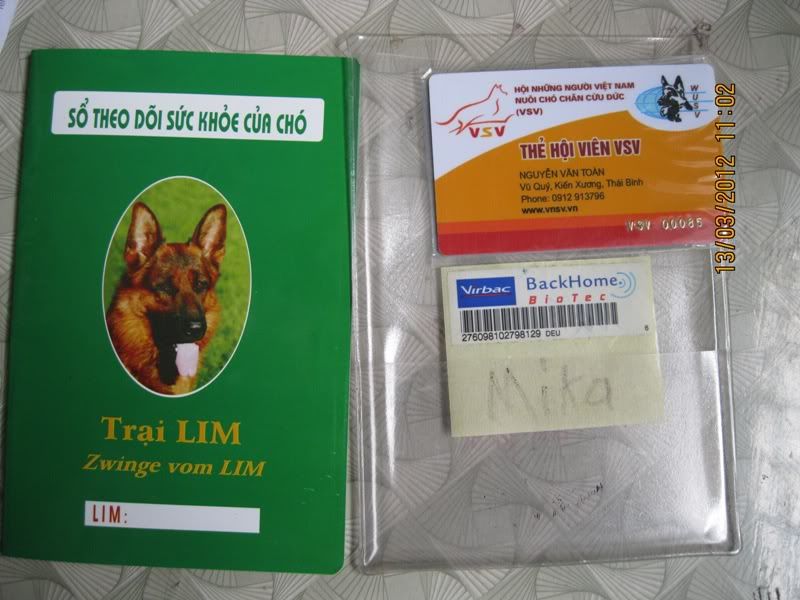 SỔ THEO DÕI SỨC KHỎE CỦA CHÓ
Trại LIM
Zwinge vom LIM
LIM:
HỘI NHỮNG NGƯỜI VIỆT NAM
NUÔI CHÓ CHĂN CỪU ĐỨC
(VSV)
VSV
WUSV
THẺ HỘI VIÊN VSV
NGUYỄN VĂN TOÀN
Vũ Quý, Kiến Xương, Thái Bình
Phone: 0912 913796
www.vnsv.vn
VSV 00085
Virbac
BackHome
BioTec
276098102798129 DEU 6
Mika
13/03/2012 11:02